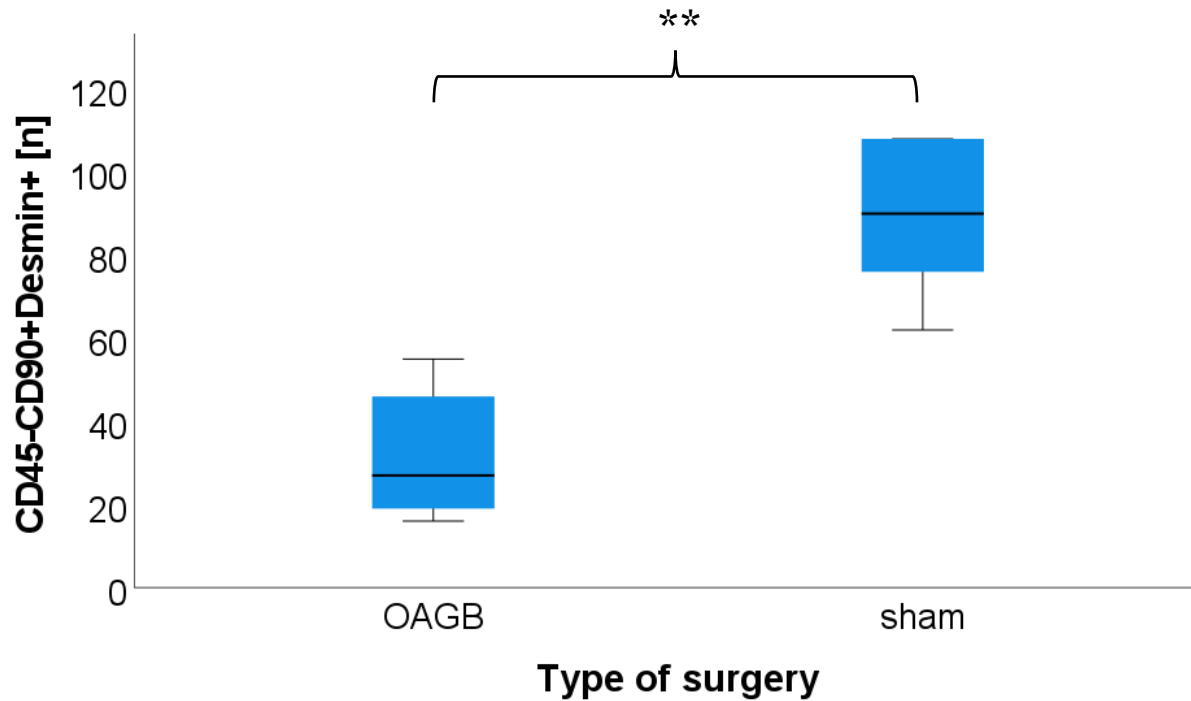 **
CD45-CD90+Desmin+ [n]
120
100
80
60
40
20
0
OAGB
sham
Type of surgery